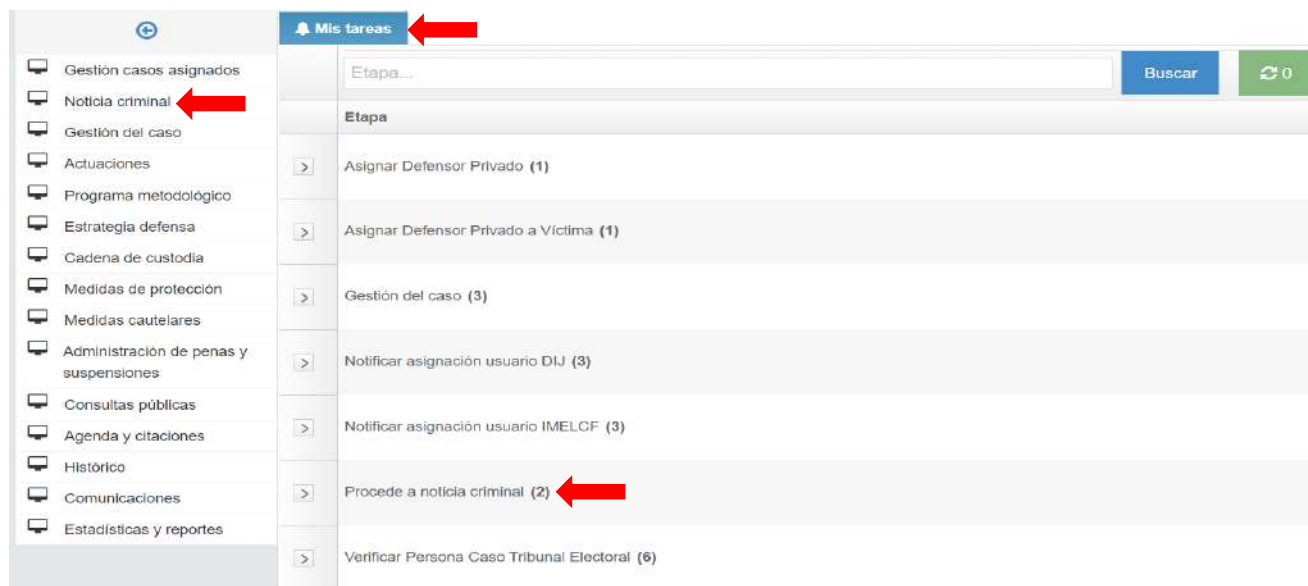 Gestión casos asignados
Noticia criminal
Gestión del caso
Actuaciones
Programa metodológico
Estrategia defensa
Cadena de custodia
Medidas de protección
Medidas cautelares
Administración de penas y
suspensiones
Consultas públicas
Agenda y citaciones
Histórico
Comunicaciones
Estadísticas y reportes
Mis tareas
Etapa...
Buscar
0
Etapa
Asignar Defensor Privado (1)
Asignar Defensor Privado a Víctima (1)
Gestión del caso (3)
Notificar asignación usuario DIJ (3)
Notificar asignación usuario IMELCF (3)
Procede a noticia criminal (2)
Verificar Persona Caso Tribunal Electoral (6)